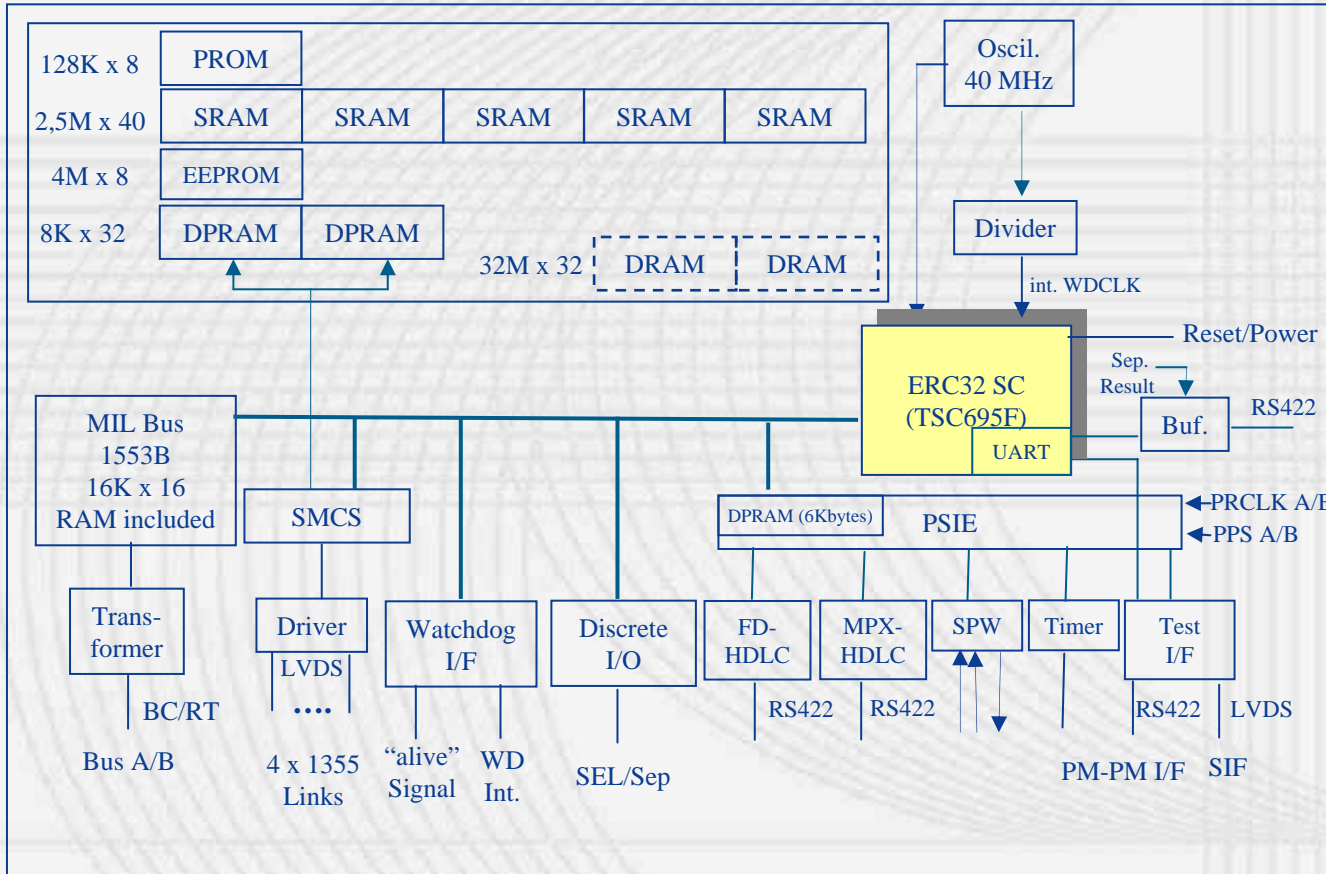 128K x 8
PROM
2,5M x 40
SRAM
SRAM
SRAM
SRAM
SRAM
4M x 8
EEPROM
8K x 32
DPRAM
DPRAM
32M x 32
DRAM
DRAM
Oscil.
40 MHz
Divider
int. WDCLK
ERC32 SC
(TSC695F)
UART
Reset/Power
Sep.
Result
Buf.
RS422
MIL Bus
1553B
16K x 16
RAM included
SMCS
DPRAM (6Kbytes)
PSIE
PRCLK A/B
PPS A/B
Trans-
former
Driver
LVDS
....
Watchdog
I/F
Discrete
I/O
FD-
HDLC
MPX-
HDLC
SPW
Timer
Test
I/F
BC/RT
Bus A/B
4 x 1355
Links
“alive”
Signal
WD
Int.
SEL/Sep
RS422
RS422
RS422
LVDS
PM-PM I/F
SIF